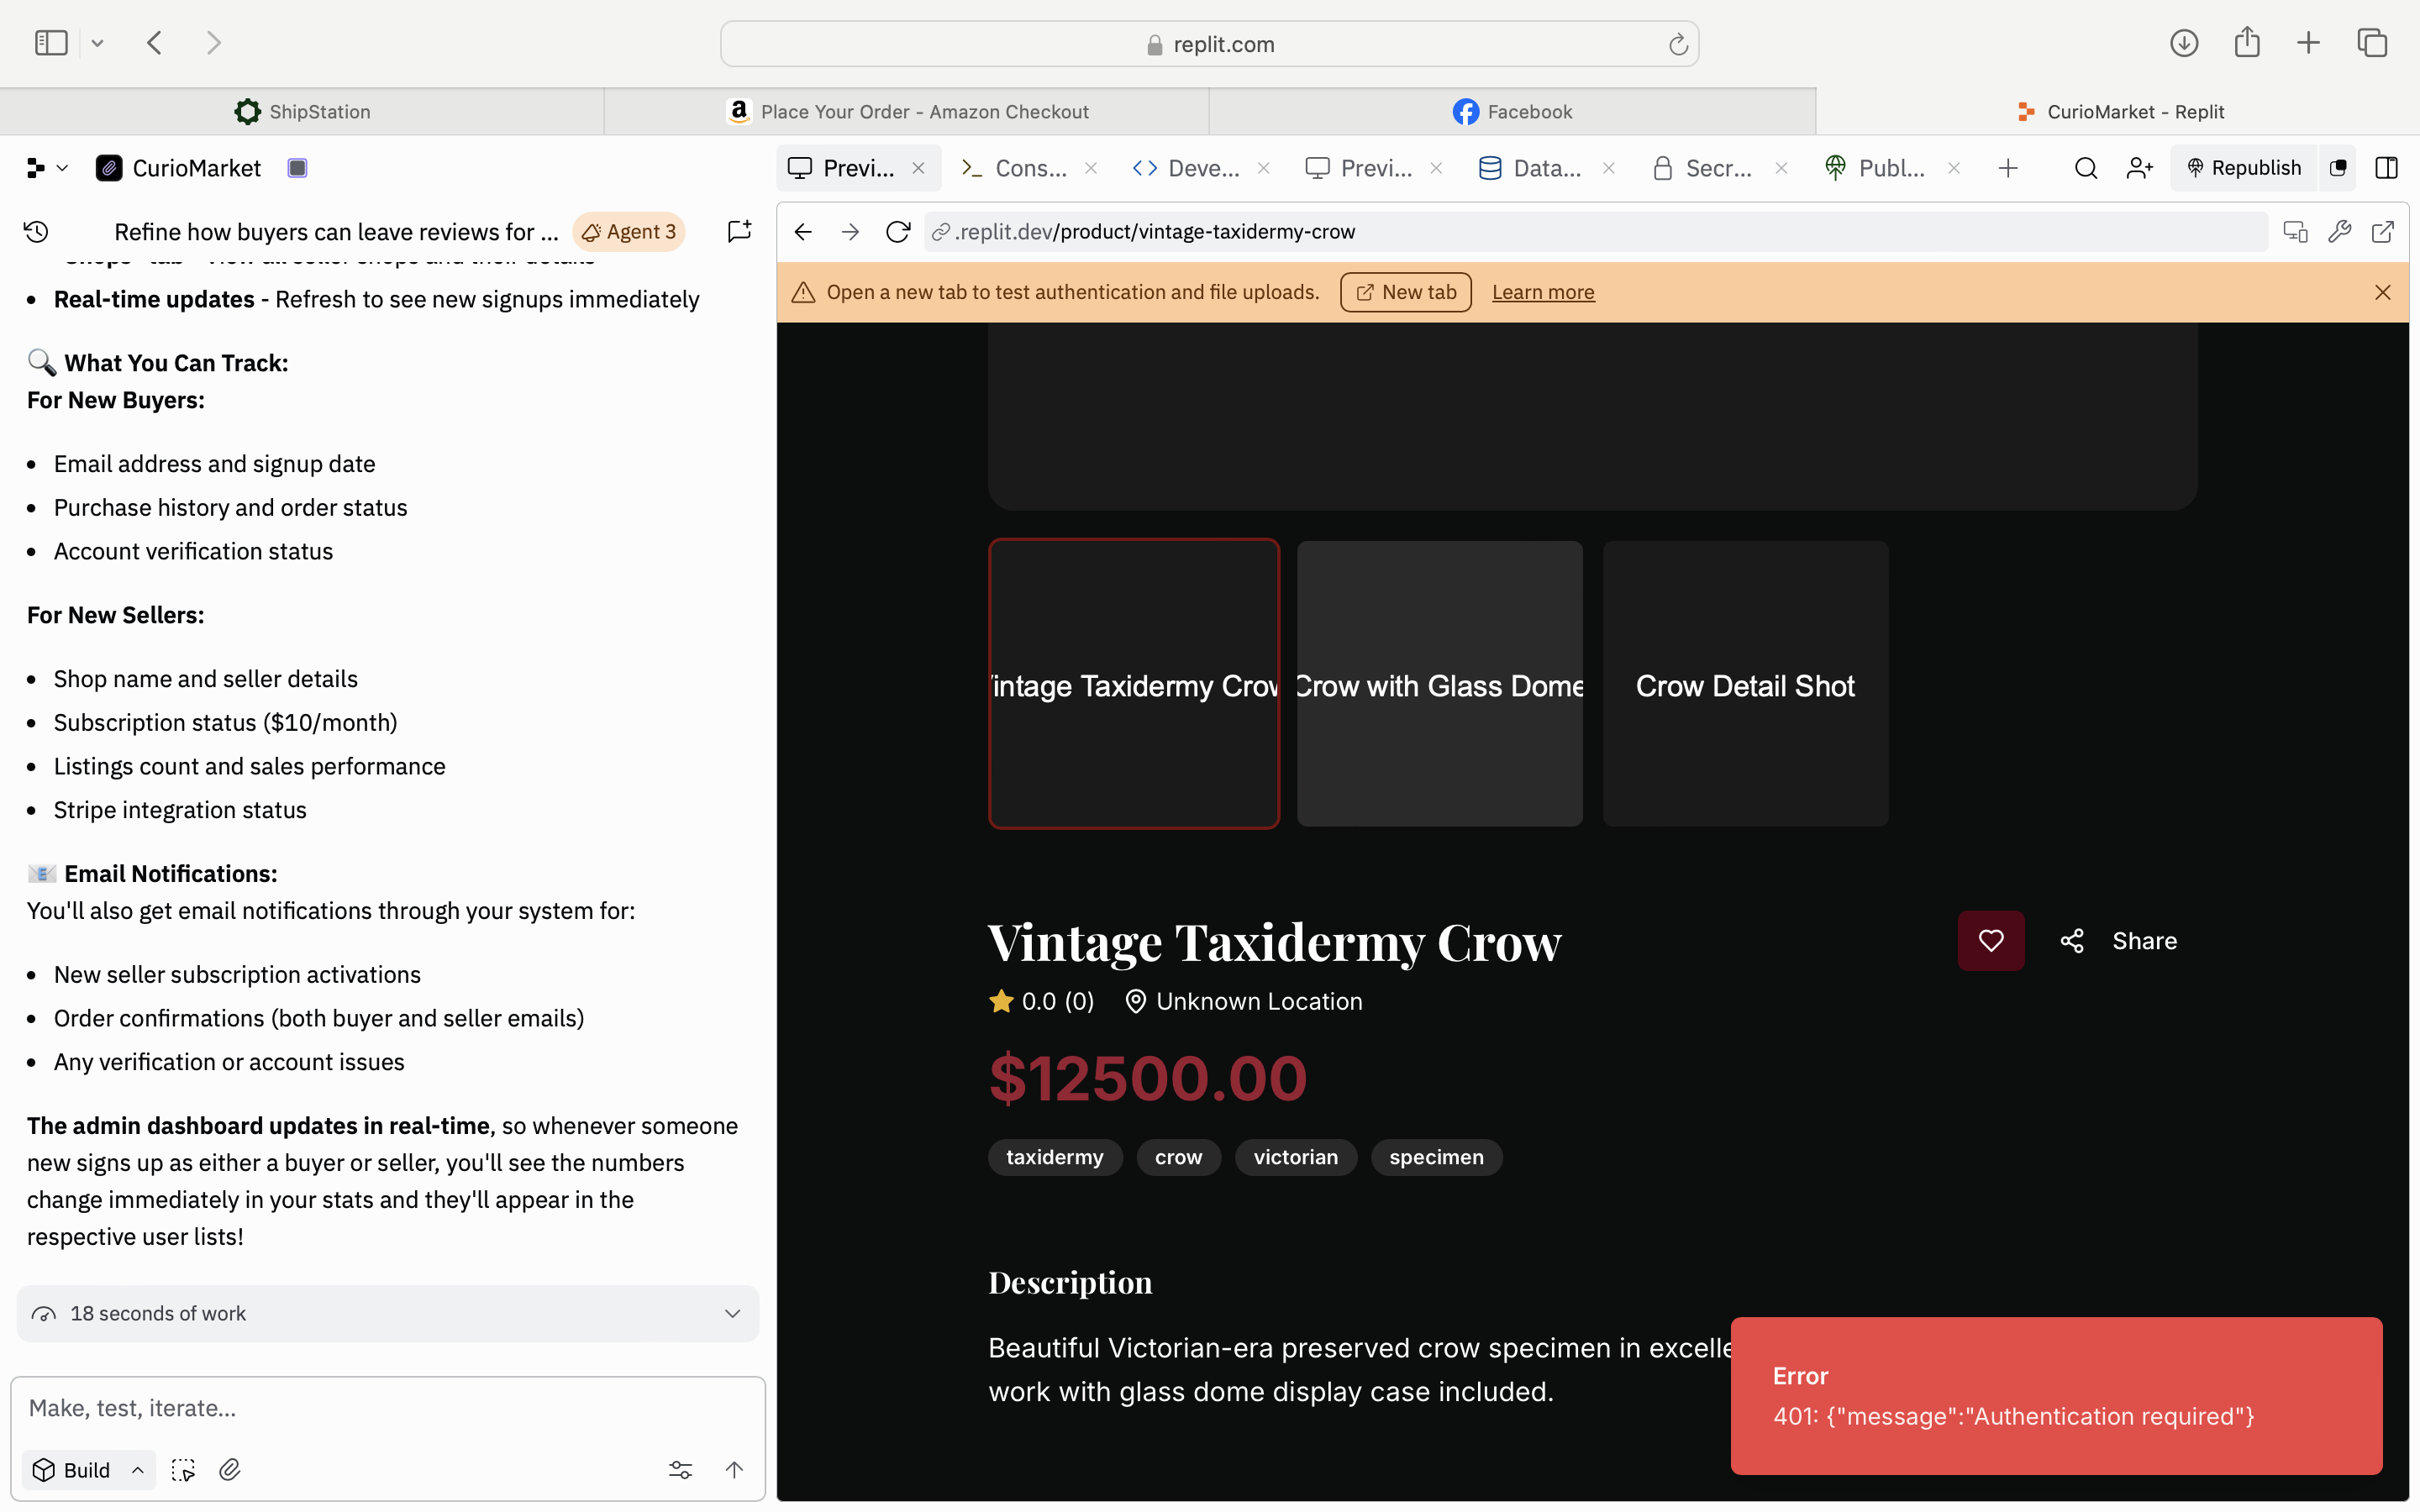 replit.com
ShipStation
Place Your Order - Amazon Checkout
Facebook
CurioMarket - Replit
CurioMarket
Previ...
Cons...
Deve...
Previ...
Data...
Secr...
Publ...
Republish
Refine how buyers can leave reviews for ...
Agent 3
.replit.dev/product/vintage-taxidermy-crow
Open a new tab to test authentication and file uploads.
New tab
Learn more
• Real-time updates - Refresh to see new signups immediately
🔍 What You Can Track:
For New Buyers:
• Email address and signup date
• Purchase history and order status
• Account verification status
For New Sellers:
• Shop name and seller details
• Subscription status ($10/month)
• Listings count and sales performance
• Stripe integration status
📧 Email Notifications:
You'll also get email notifications through your system for:
• New seller subscription activations
• Order confirmations (both buyer and seller emails)
• Any verification or account issues
The admin dashboard updates in real-time, so whenever someone
new signs up as either a buyer or seller, you'll see the numbers
change immediately in your stats and they'll appear in the
respective user lists!
18 seconds of work
Make, test, iterate...
Build
intage Taxidermy Crow
Crow with Glass Dome
Crow Detail Shot
Vintage Taxidermy Crow
Share
0.0 (0)
Unknown Location
$12500.00
taxidermy
crow
victorian
specimen
Description
Beautiful Victorian-era preserved crow specimen in excelle
work with glass dome display case included.
Error
401: {"message":"Authentication required"}